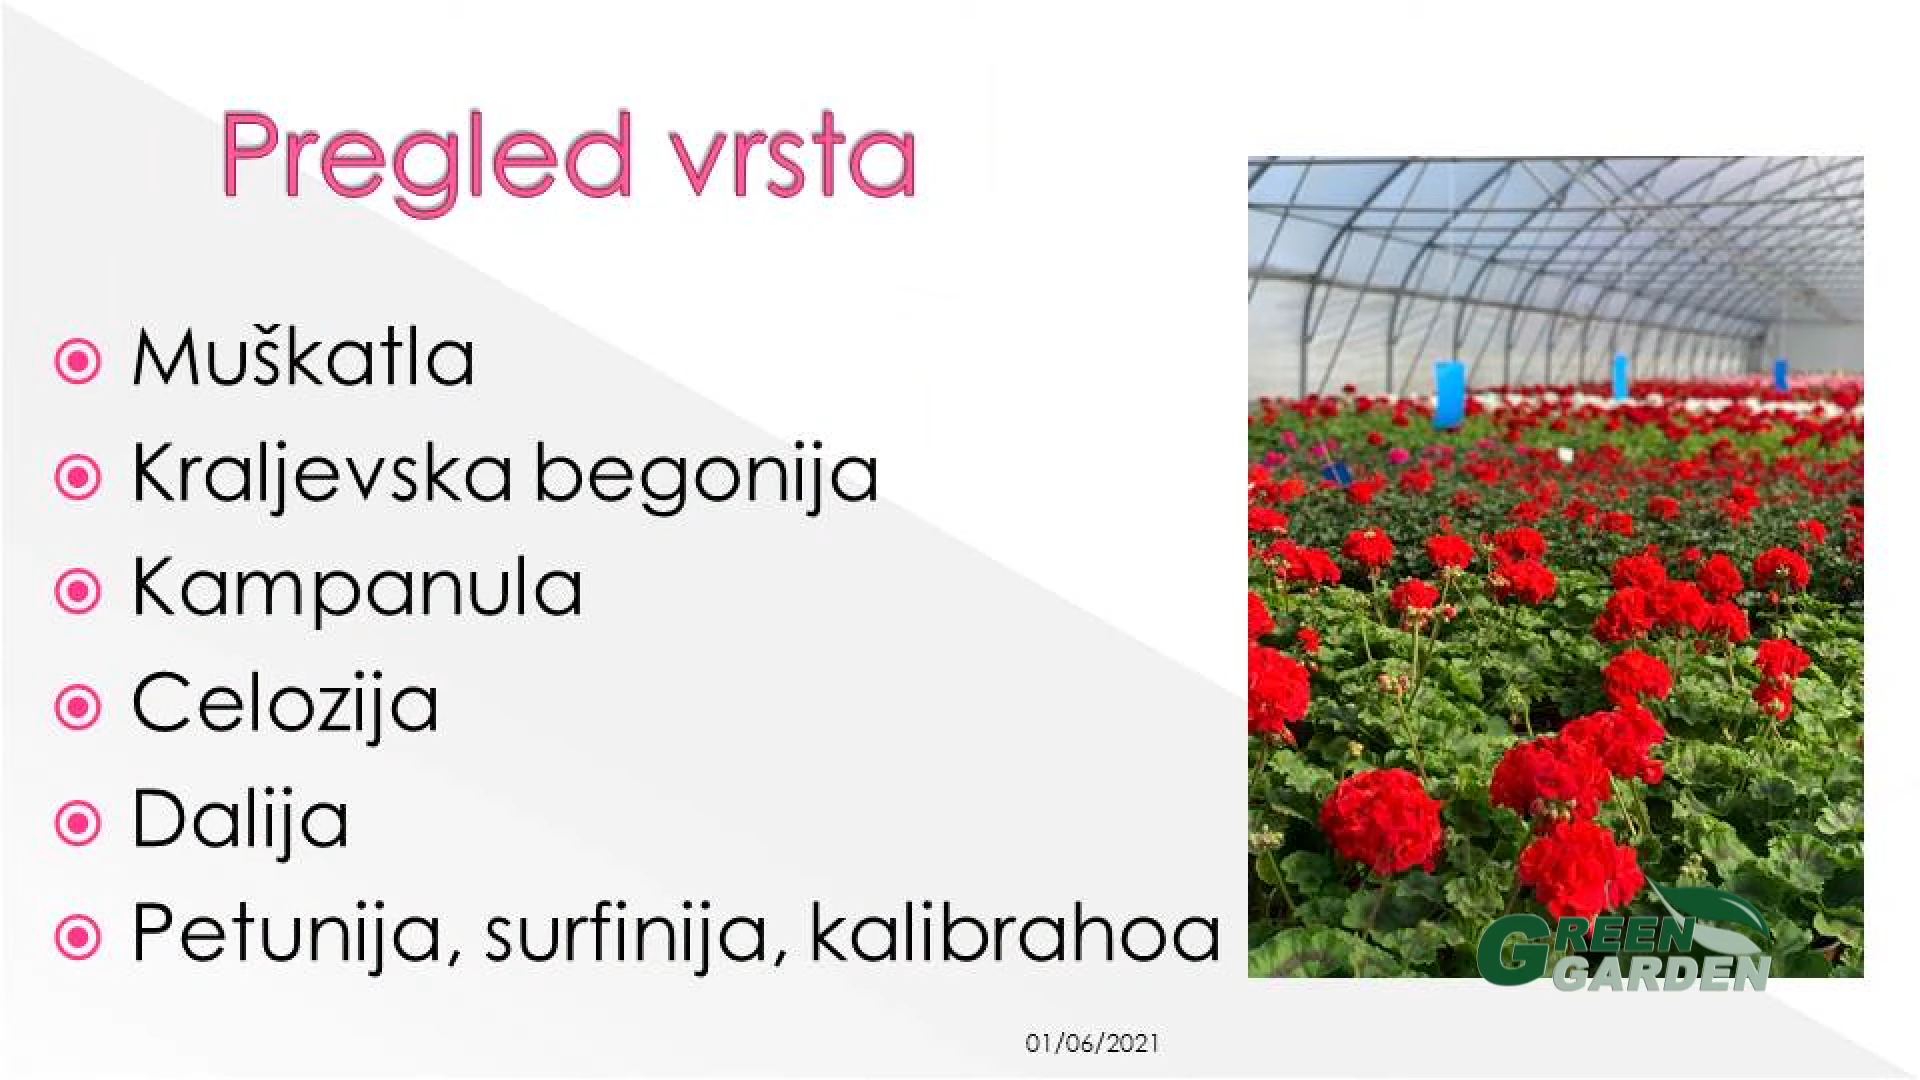 Pregled vrsta
Muškatla
Kraljevska begonija
Kampanula
Celozija
Dalija
Petunija, surfinija, kalibrahoa
GREEN
GARDEN
01/06/2021